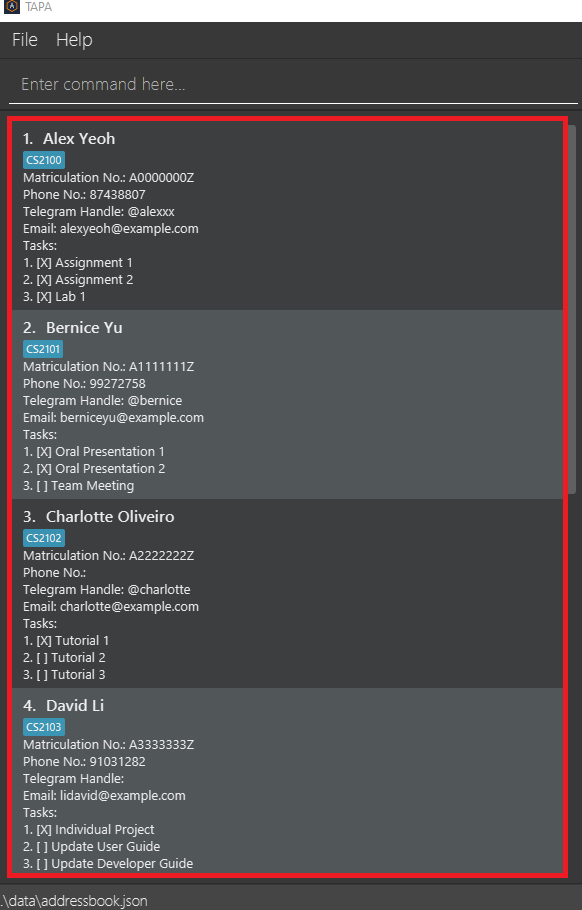 TAPA
File Help
Enter command here...
1. Alex Yeoh
CS2100
Matriculation No.: A0000000Z
Phone No.: 87438807
Telegram Handle: @alexxx
Email: alexyeoh@example.com
Tasks:
1. [X] Assignment 1
2. [X] Assignment 2
3. [X] Lab 1
2. Bernice Yu
CS2101
Matriculation No.: A1111111Z
Phone No.: 99272758
Telegram Handle: @bernice
Email: berniceyu@example.com
Tasks:
1. [X] Oral Presentation 1
2. [X] Oral Presentation 2
3. [ ] Team Meeting
3. Charlotte Oliveiro
CS2102
Matriculation No.: A2222222Z
Phone No.:
Telegram Handle: @charlotte
Email: charlotte@example.com
Tasks:
1. [X] Tutorial 1
2. [ ] Tutorial 2
3. [ ] Tutorial 3
4. David Li
CS2103
Matriculation No.: A3333333Z
Phone No.: 91031282
Telegram Handle:
Email: lidavid@example.com
Tasks:
1. [X] Individual Project
2. [ ] Update User Guide
3. [ ] Update Developer Guide
.\data\addressbook.json